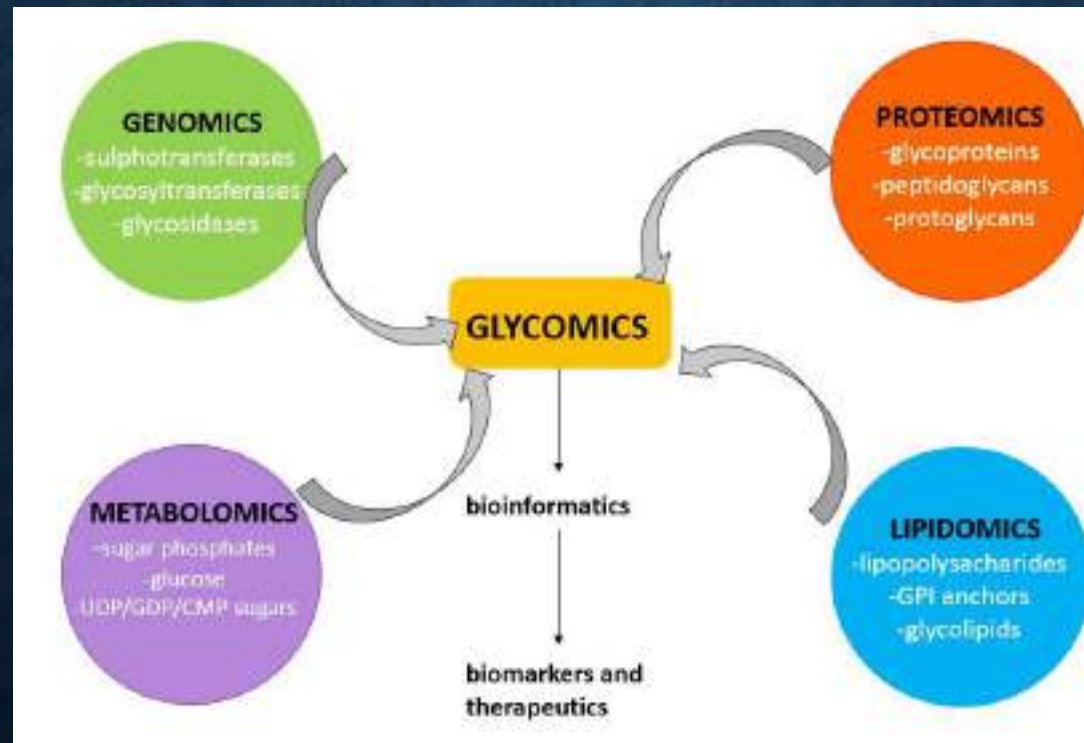 GENOMICS
-sulphotransferases
-glycosyltransferases
-glycosidases
PROTEOMICS
-glycoproteins
-peptidoglycans
-protoglycans
GLYCOMICS
METABOLOMICS
-sugar phosphates
-glucose
UDP/GDP/CMP sugars
bioinformatics
LIPIDOMICS
-lipopolysacharides
-GPI anchors
-glycolipids
biomarkers and
therapeutics